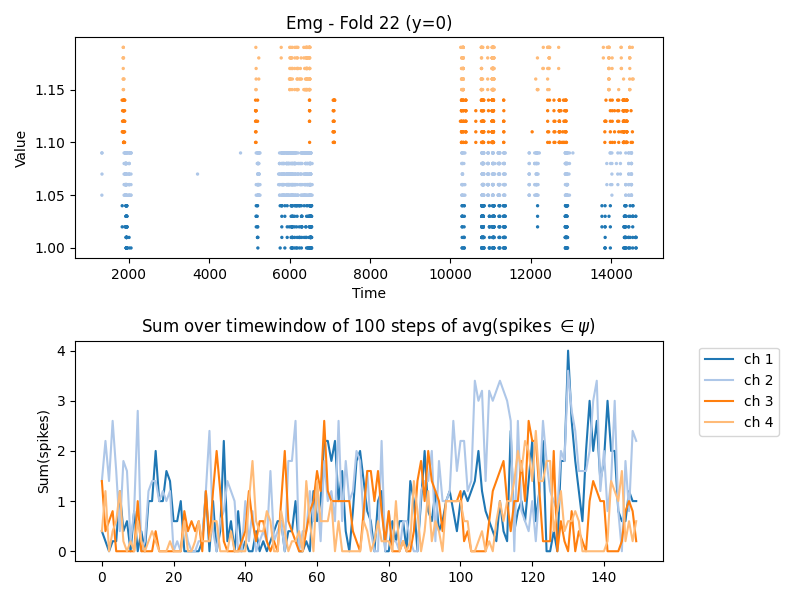 Emg - Fold 22 (y=0)
Value
1.15
1.10
1.05
1.00
2000 4000 6000 8000 10000 12000 14000
Time
Sum over timewindow of 100 steps of avg(spikes ∈ ψ)
Sum(spikes)
4
3
2
1
0
0 20 40 60 80 100 120 140
ch 1
ch 2
ch 3
ch 4